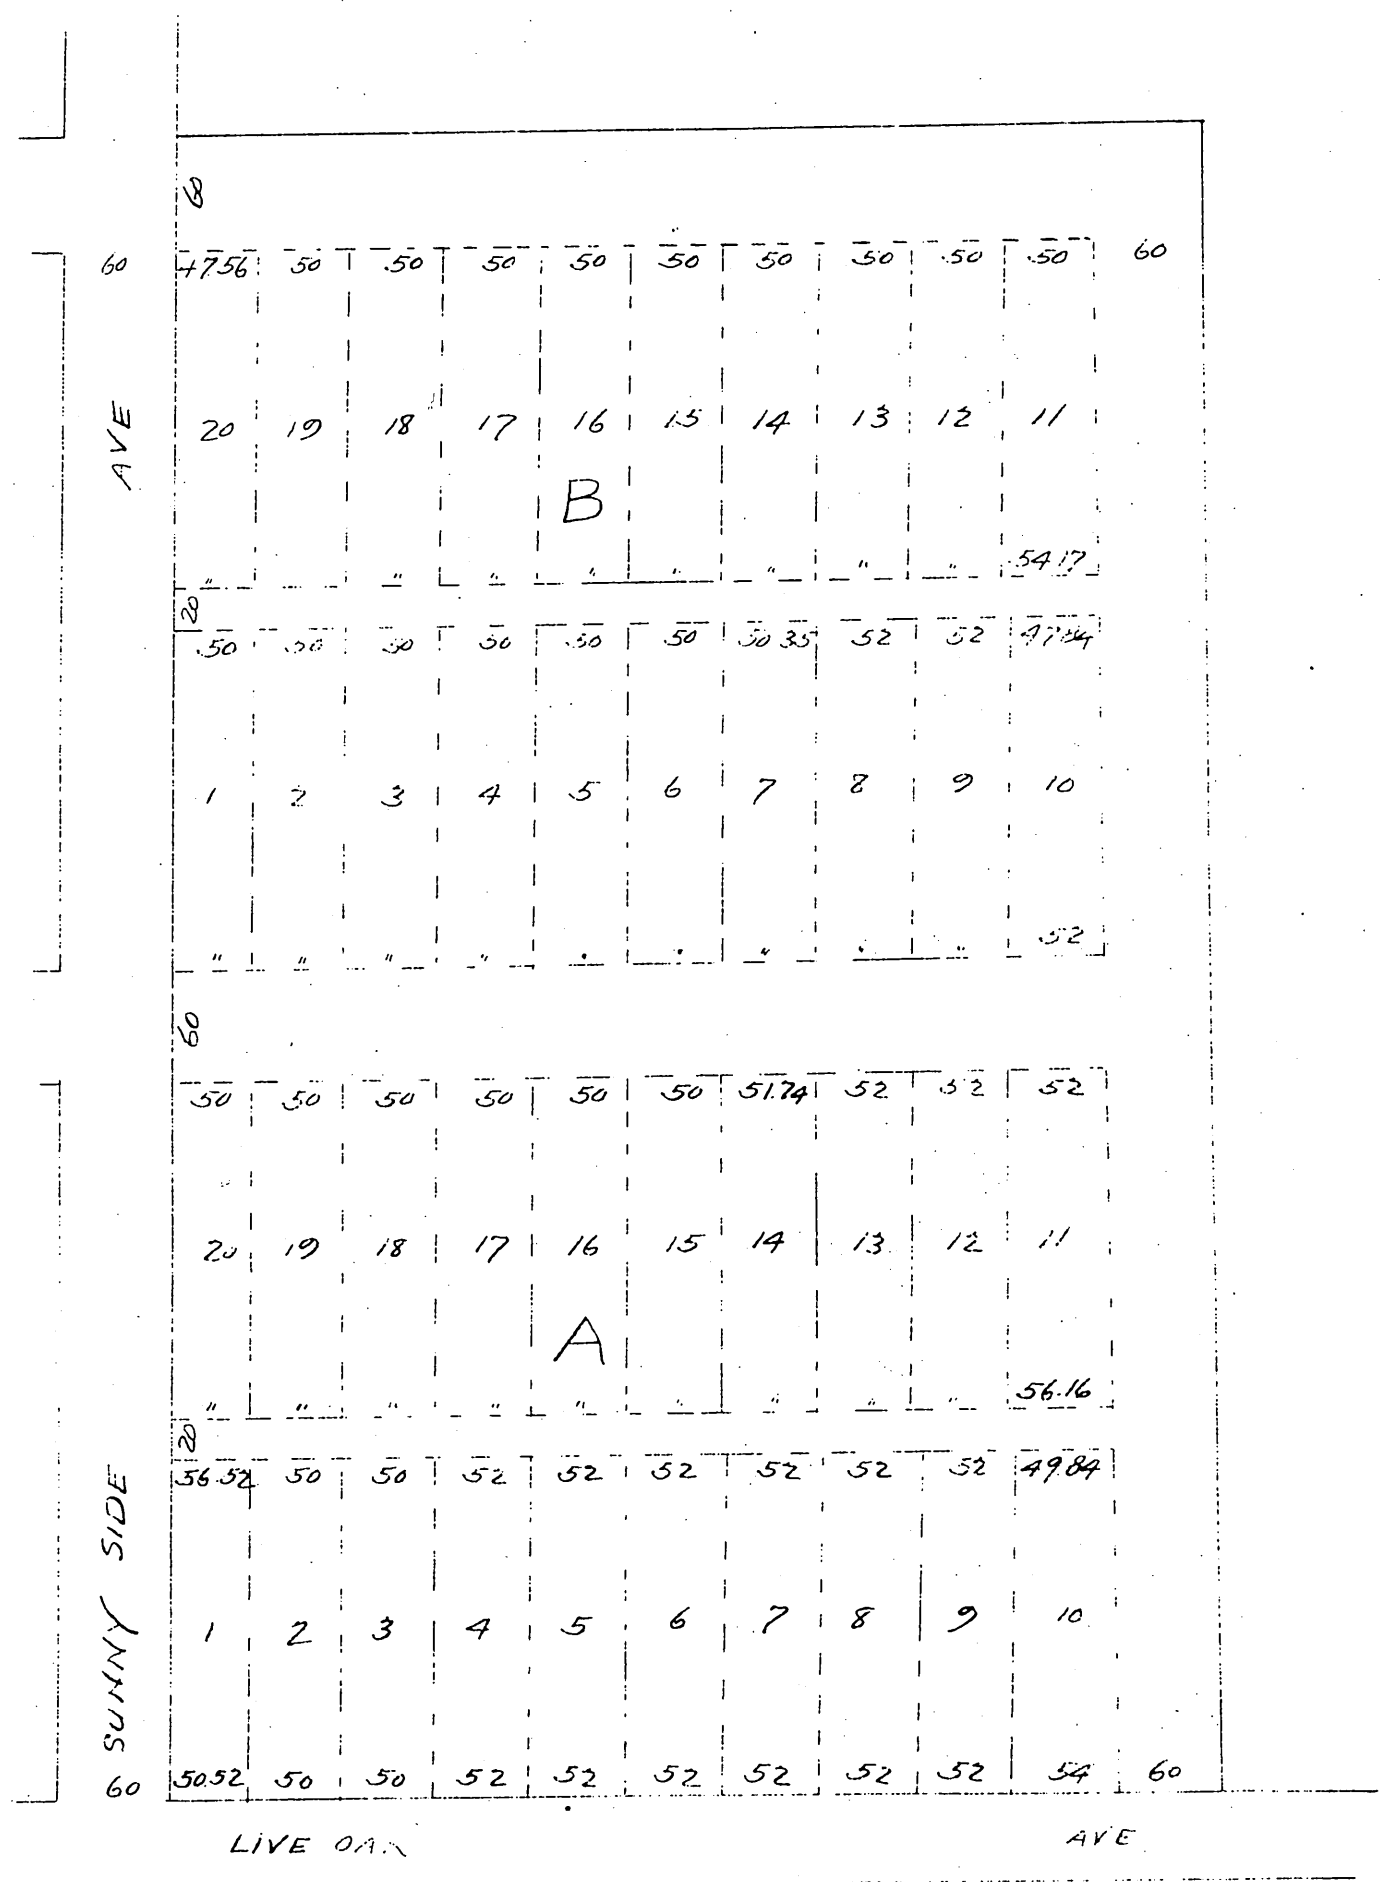 60
60 47.56 50 50 50 50 50 50 50 50 50 60
AVE
20 19 18 17 16 15 14 13 12 11
B
" " " " " " " " 54.17
20
50 50 50 50 50 50 50 35 52 52 47.84
1 2 3 4 5 6 7 8 9 10
" " " " " " " " " 52
60
50 50 50 50 50 50 51.74 52 52 52
20 19 18 17 16 15 14 13 12 11
A
" " " " " " " " " 56.16
20
56.52 50 50 52 52 52 52 52 52 49.84
SUNNY SIDE
1 2 3 4 5 6 7 8 9 10
60 50.52 50 50 52 52 52 52 52 52 54 60
LIVE OAK AVE